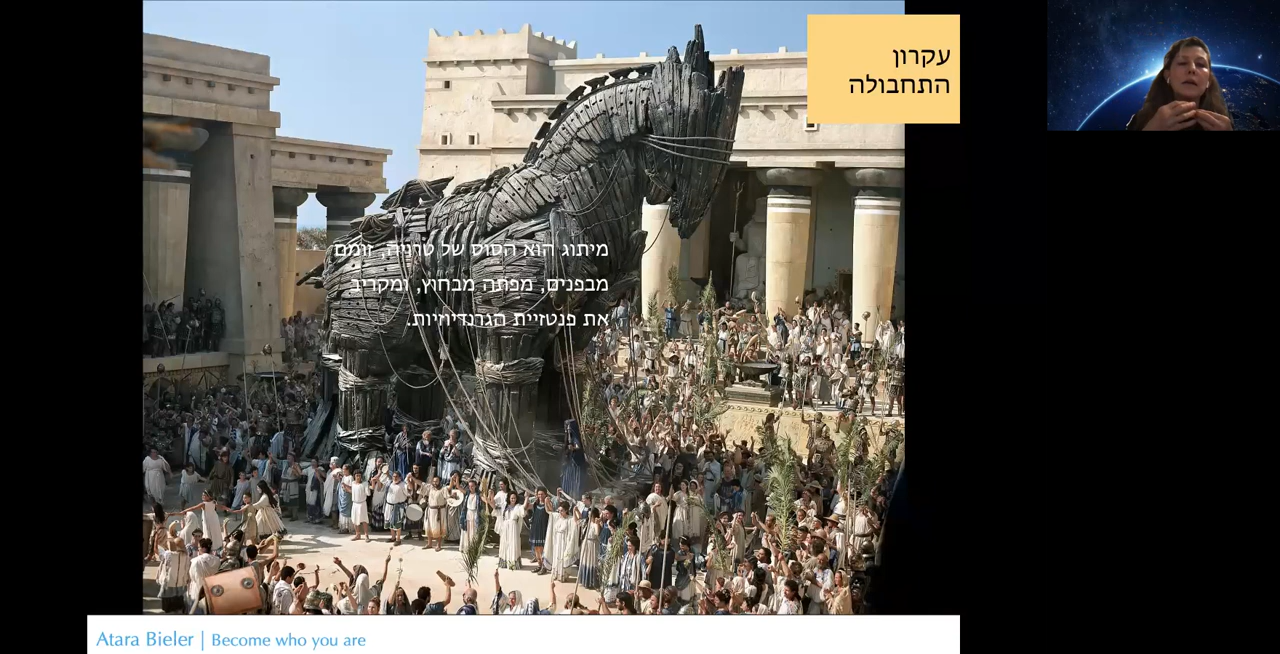 עקרון
התחבולה
מיתוג הוא הסוס של טרויה, זומם
מבפנים, מפתה מבחוץ, ומקריב
את פנטזיית הגרנדיוזיות.
Atara Bieler | Become who you are